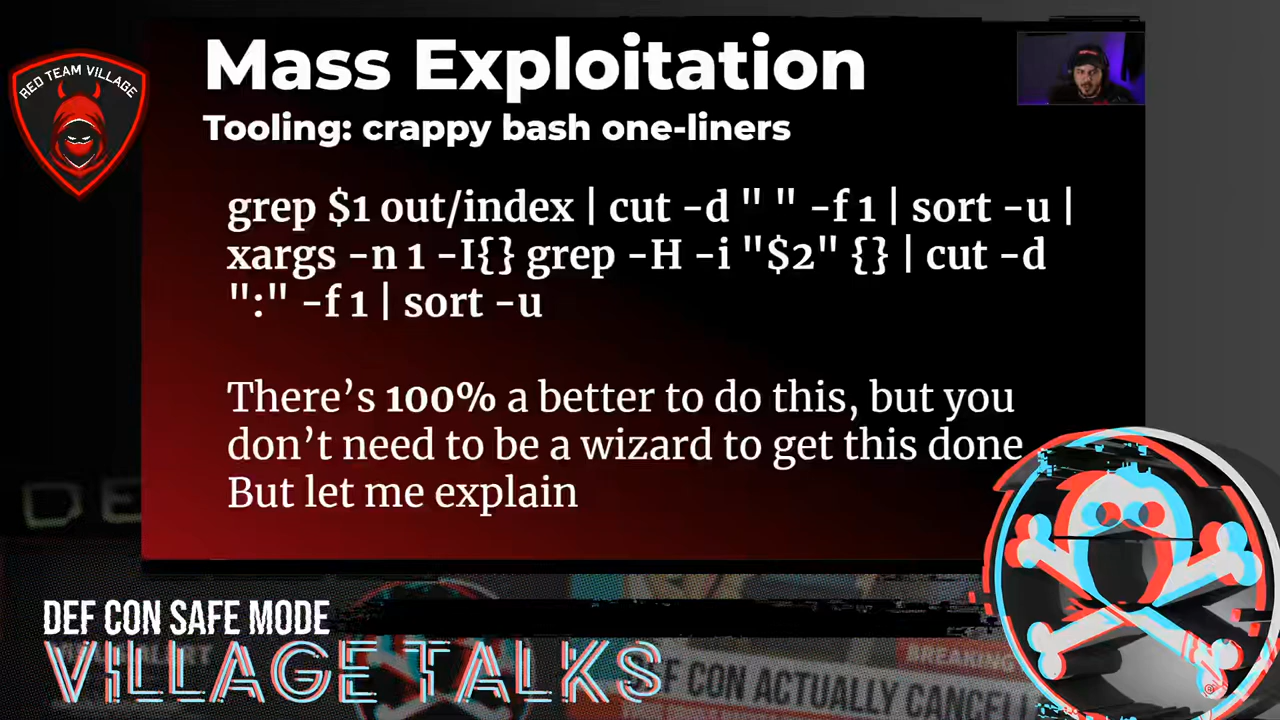 RED TEAM VILLAGE
Mass Exploitation
Tooling: crappy bash one-liners
grep $1 out/index | cut -d " " -f 1 | sort -u |
xargs -n 1 -I{} grep -H -i "$2" {} | cut -d
":" -f 1 | sort -u
There's 100% a better to do this, but you
don't need to be a wizard to get this done
But let me explain
DEF CON SAFE MODE
VILLAGE TALKS
BREAKING
DEF CON ACTUALLY CANCEL